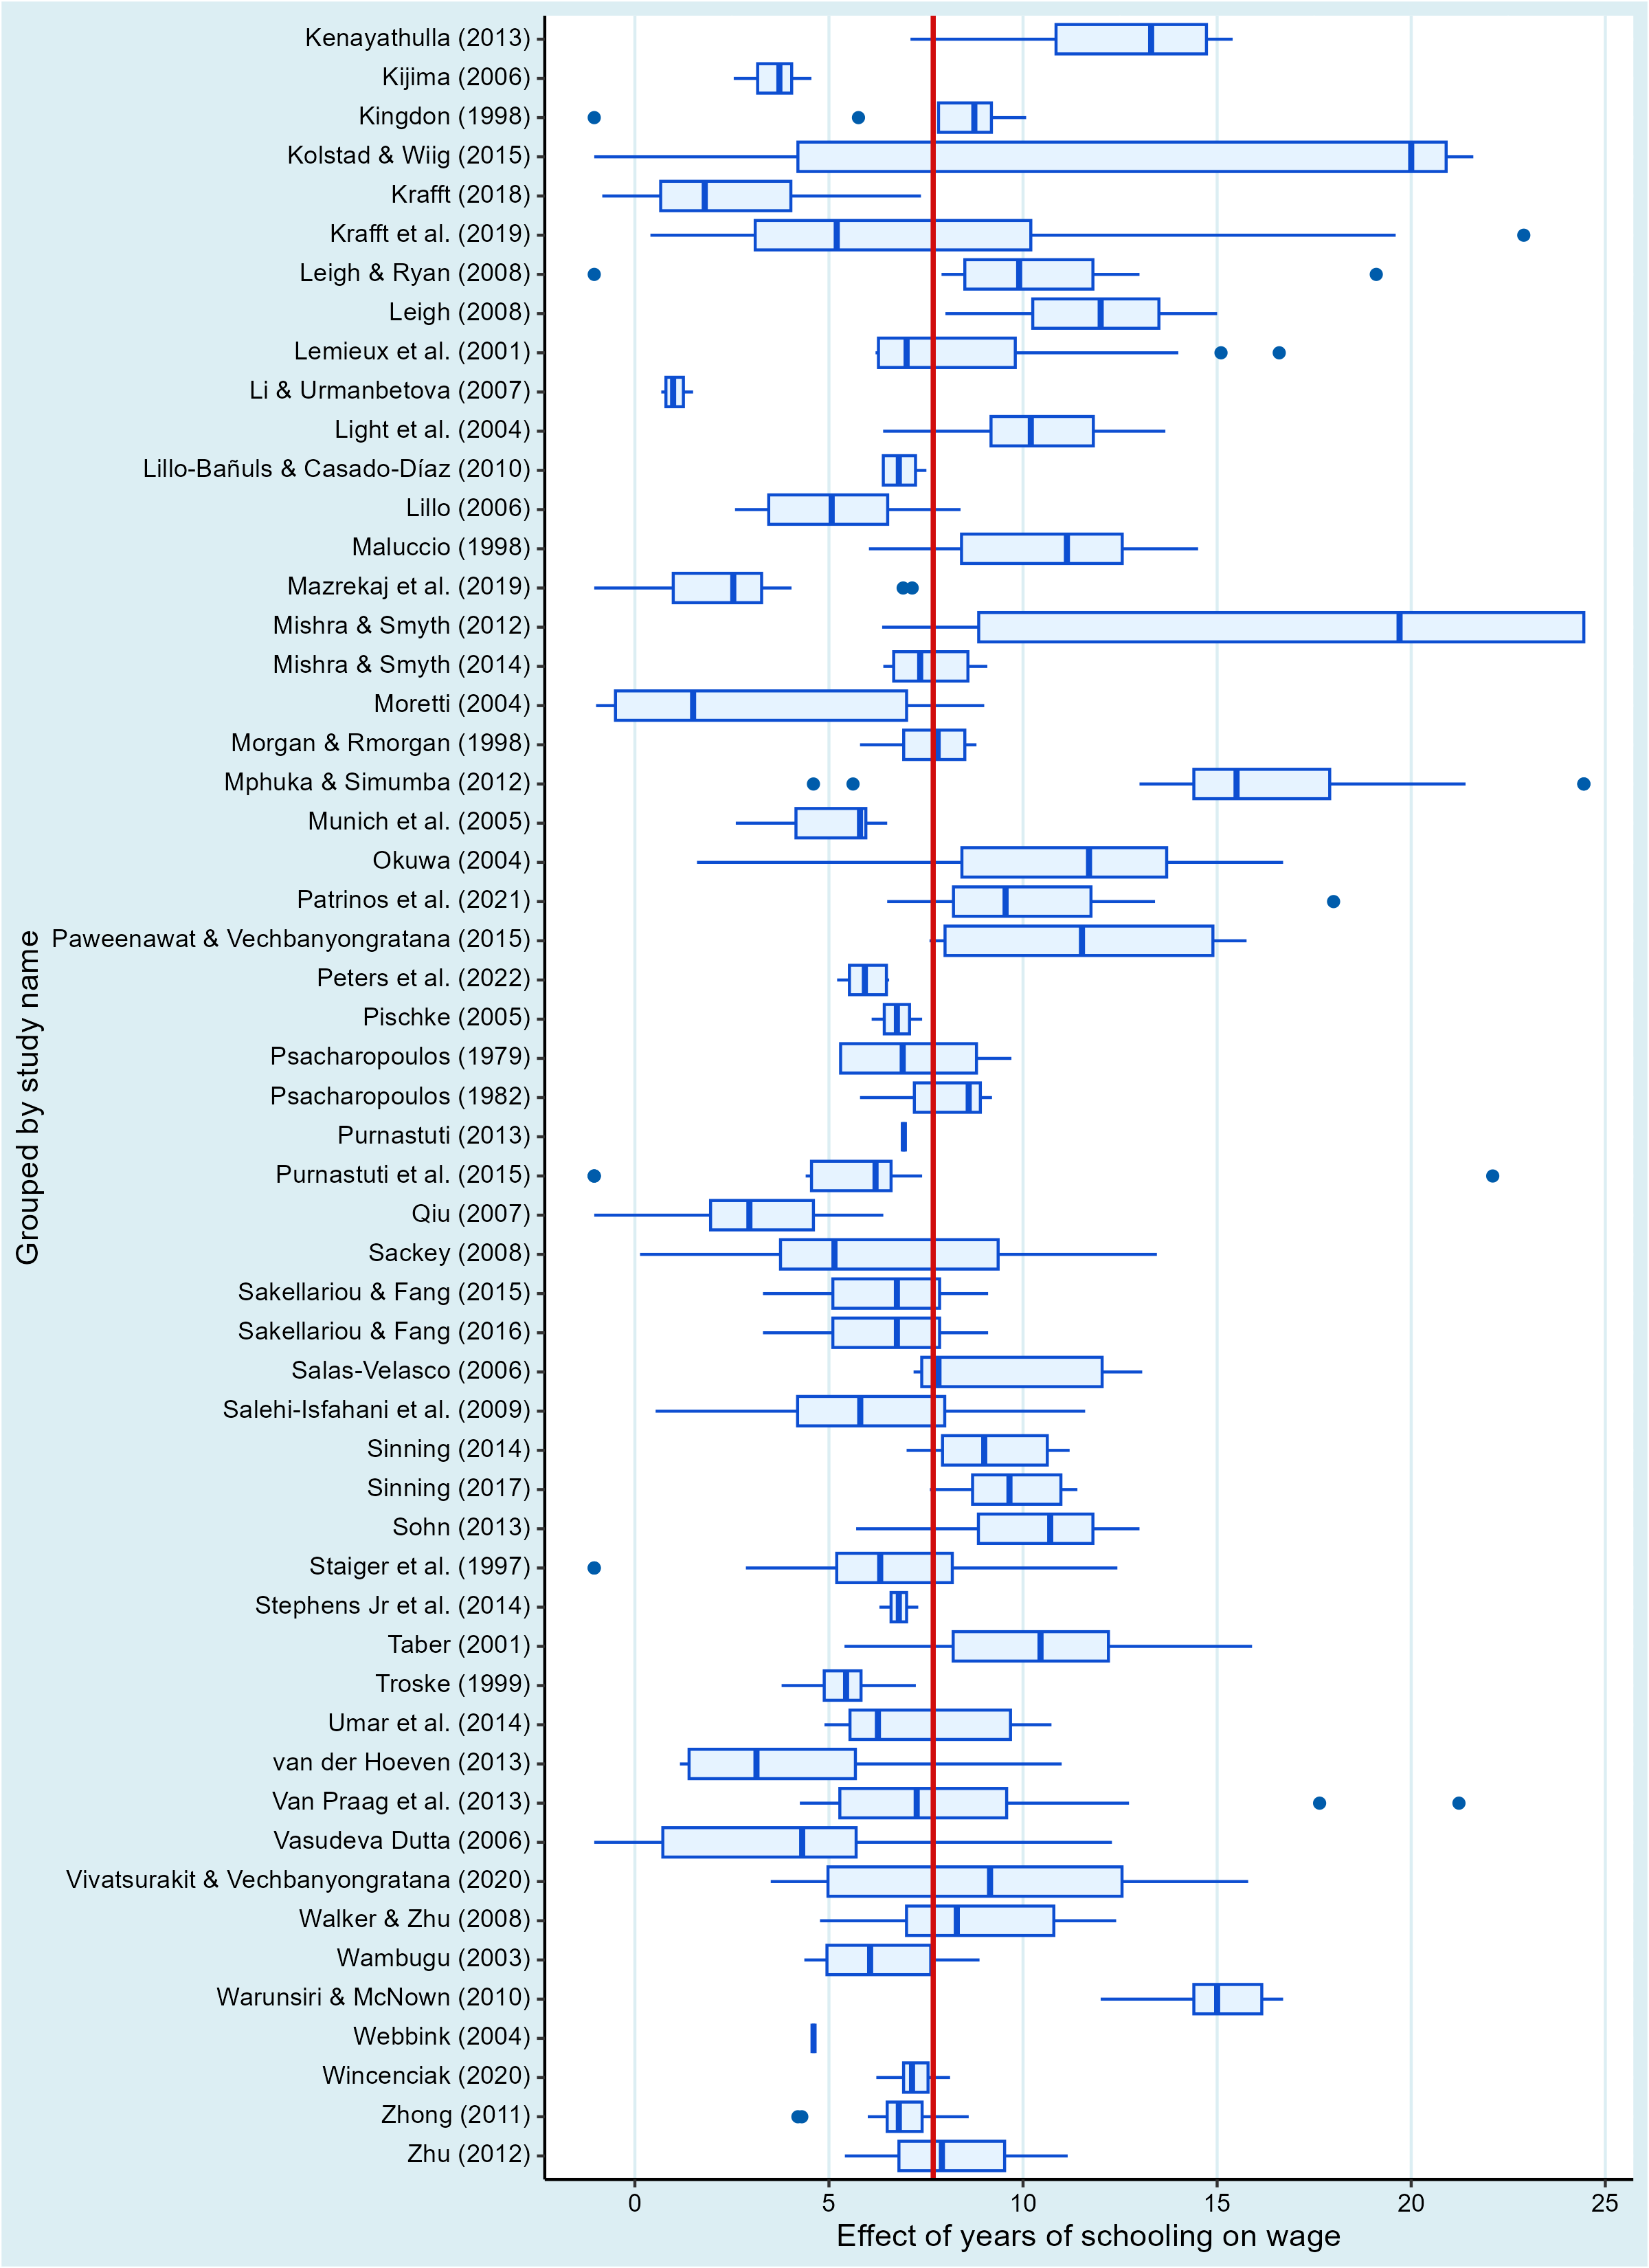 Kenayathulla (2013)
Kijima (2006)
Kingdon (1998)
Kolstad & Wiig (2015)
Krafft (2018)
Krafft et al. (2019)
Leigh & Ryan (2008)
Leigh (2008)
Lemieux et al. (2001)
Li & Urmanbetova (2007)
Light et al. (2004)
Lillo-Bañuls & Casado-Díaz (2010)
Lillo (2006)
Maluccio (1998)
Mazrekaj et al. (2019)
Mishra & Smyth (2012)
Mishra & Smyth (2014)
Moretti (2004)
Morgan & Rmorgan (1998)
Mphuka & Simumba (2012)
Munich et al. (2005)
Okuwa (2004)
Patrinos et al. (2021)
Paweenawat & Vechbanyongratana (2015)
Peters et al. (2022)
Pischke (2005)
Psacharopoulos (1979)
Psacharopoulos (1982)
Purnastuti (2013)
Purnastuti et al. (2015)
Qiu (2007)
Sackey (2008)
Sakellariou & Fang (2015)
Sakellariou & Fang (2016)
Salas-Velasco (2006)
Salehi-Isfahani et al. (2009)
Sinning (2014)
Sinning (2017)
Sohn (2013)
Staiger et al. (1997)
Stephens Jr et al. (2014)
Taber (2001)
Troske (1999)
Umar et al. (2014)
van der Hoeven (2013)
Van Praag et al. (2013)
Vasudeva Dutta (2006)
Vivatsurakit & Vechbanyongratana (2020)
Walker & Zhu (2008)
Wambugu (2003)
Warunsiri & McNown (2010)
Webbink (2004)
Wincenciak (2020)
Zhong (2011)
Zhu (2012)
Grouped by study name
0 5 10 15 20 25
Effect of years of schooling on wage